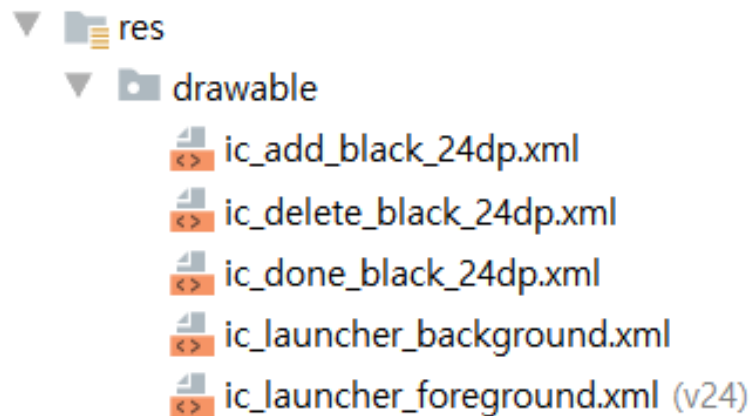 res
drawable
ic_add_black_24dp.xml
ic_delete_black_24dp.xml
ic_done_black_24dp.xml
ic_launcher_background.xml
ic_launcher_foreground.xml (v24)